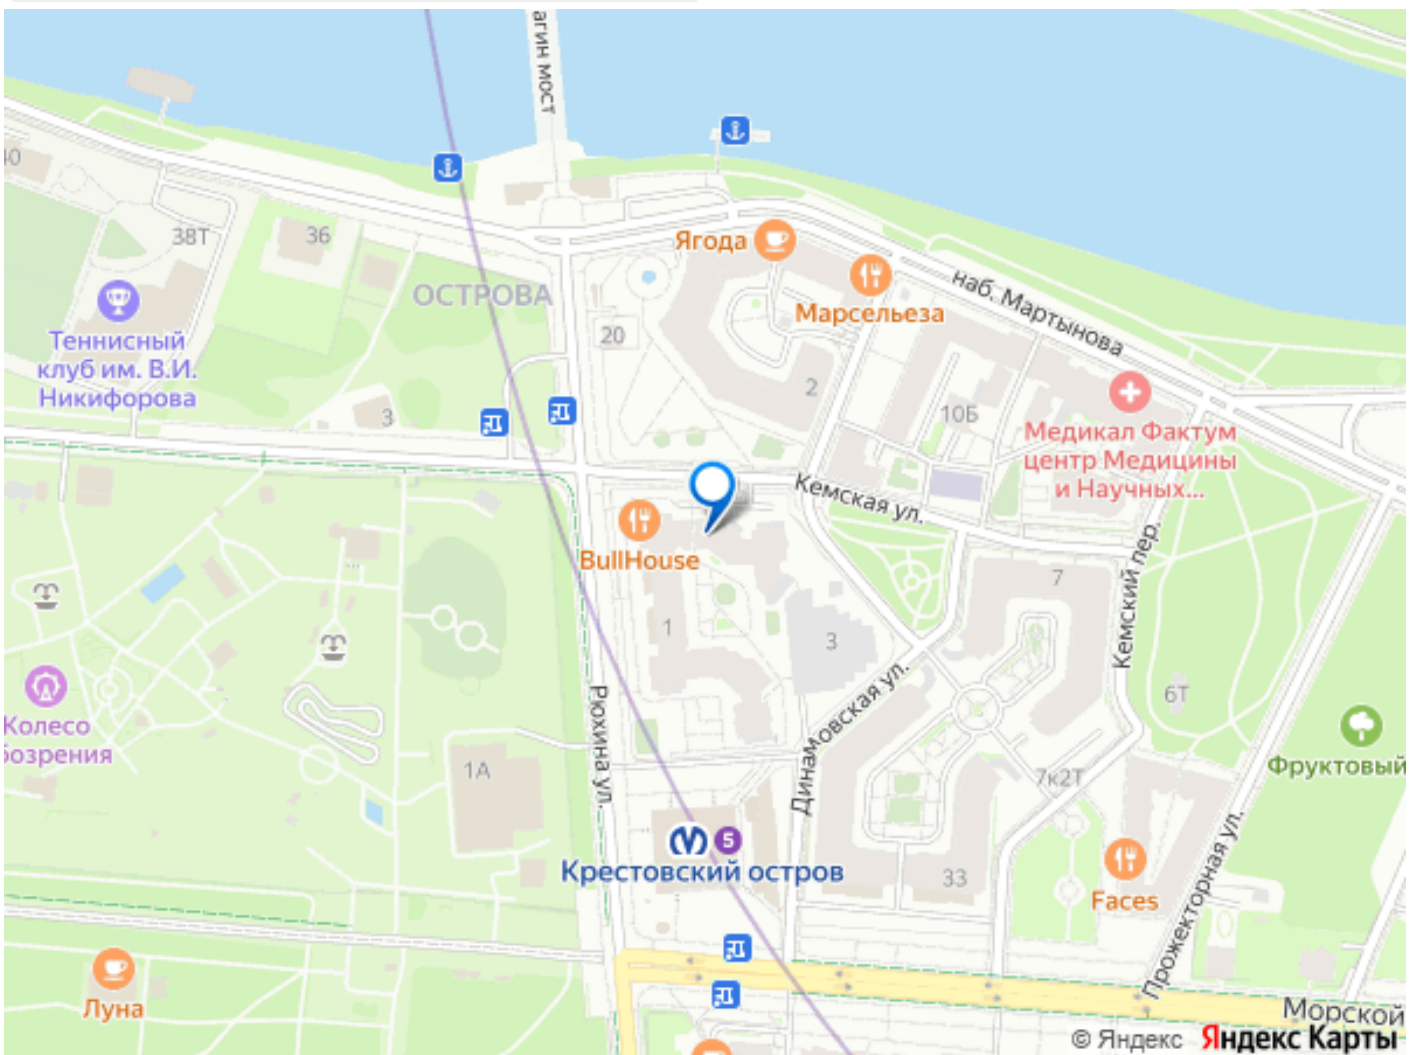 агин мост
40
38Т
36
Ягода
ОСТРОВА
Марсельеза
наб. Мартынова
20
Теннисный
клуб им. В.И.
Никифорова
2
3
10Б
Медикал Фактум
центр Медицины
и Научных...
Кемская ул.
BullHouse
7
Кемский пер.
1
3
6Т
Колесо
бозрения
Рюхина ул.
Динамовская ул.
1А
7к2Т
Фруктовый
5
Крестовский остров
33
Faces
Прожекторная ул.
Луна
Морской
© Яндекс Яндекс Карты